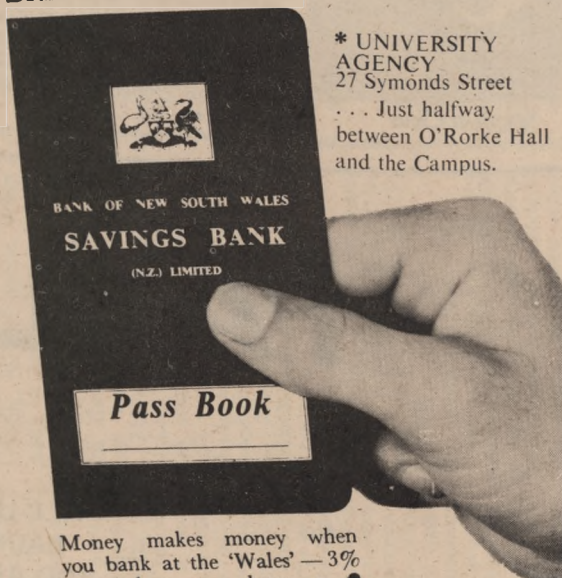 * UNIVERSITY
AGENCY
27 Symonds Street
. . . Just halfway
between O'Rorke Hall
and the Campus.
BANK OF NEW SOUTH WALES
SAVINGS BANK
(N.Z.) LIMITED
Pass Book
Money makes money when
you bank at the 'Wales' — 3%